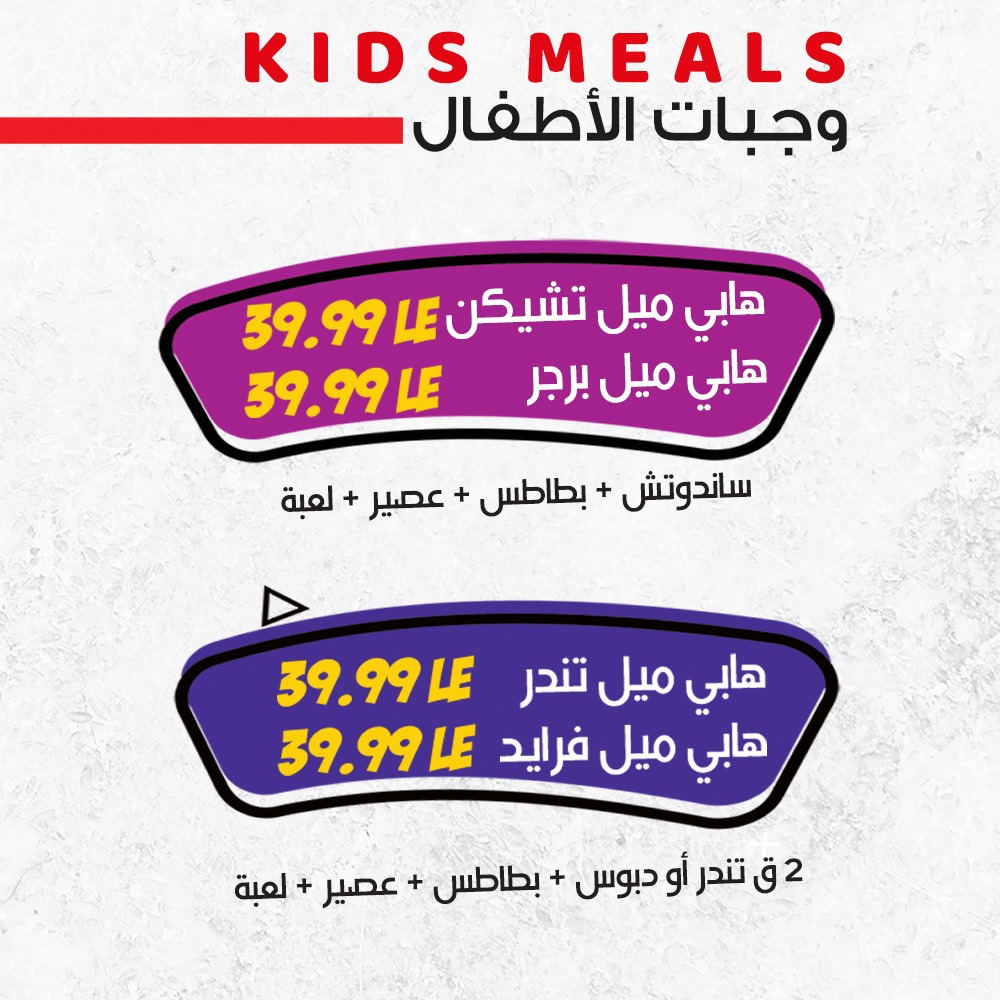 KIDS MEALS
وجبات الأطفال
هابي ميل تشيكن 39.99 LE
هابي ميل برجر 39.99 LE
ساندوتش + بطاطس + عصير + لعبة
هابي ميل تندر 39.99 LE
هابي ميل فرايد 39.99 LE
2 ق تندر أو دبوس + بطاطس + عصير + لعبة